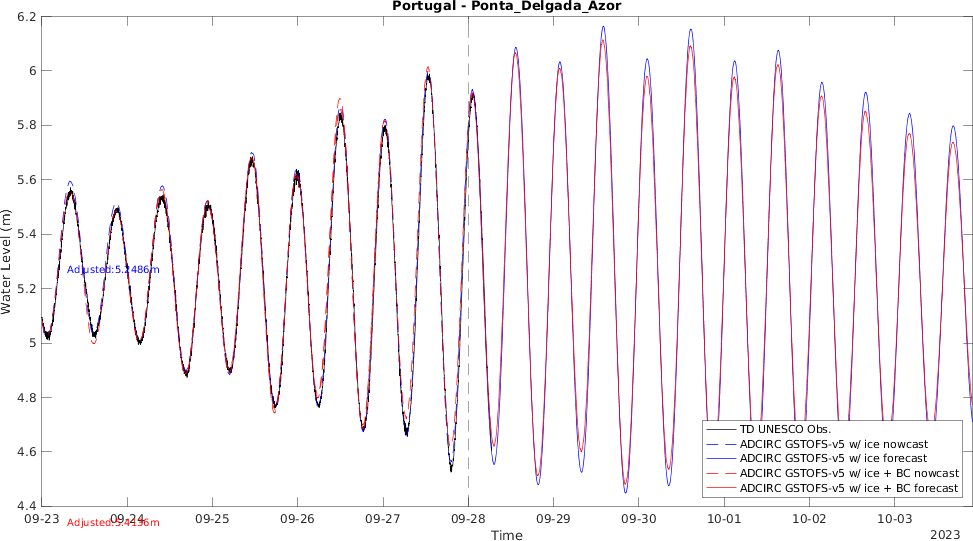 Portugal - Ponta_Delgada_Azor
6.2
6
5.8
5.6
5.4
5.2
5
4.8
4.6
4.4
Water Level (m)
Adjusted:5.2486m
TD UNESCO Obs.
ADCIRC GSTOFS-v5 w/ ice nowcast
ADCIRC GSTOFS-v5 w/ ice forecast
ADCIRC GSTOFS-v5 w/ ice + BC nowcast
ADCIRC GSTOFS-v5 w/ ice + BC forecast
09-23 09-24 09-25 09-26 09-27 09-28 09-29 09-30 10-01 10-02 10-03
Time
2023